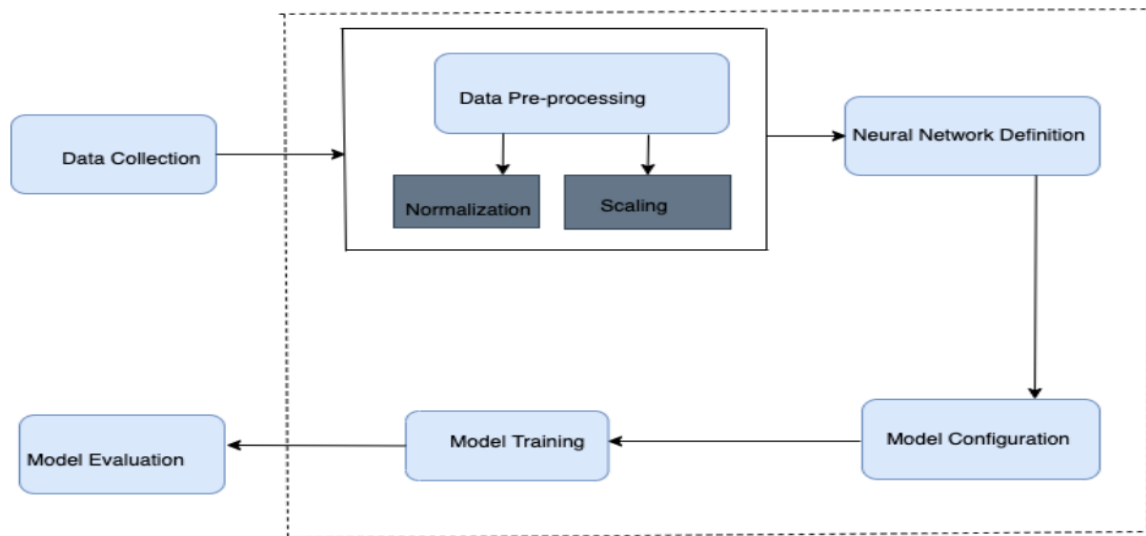 Data Pre-processing
Data Collection
Neural Network Definition
Normalization
Scaling
Model Evaluation
Model Training
Model Configuration